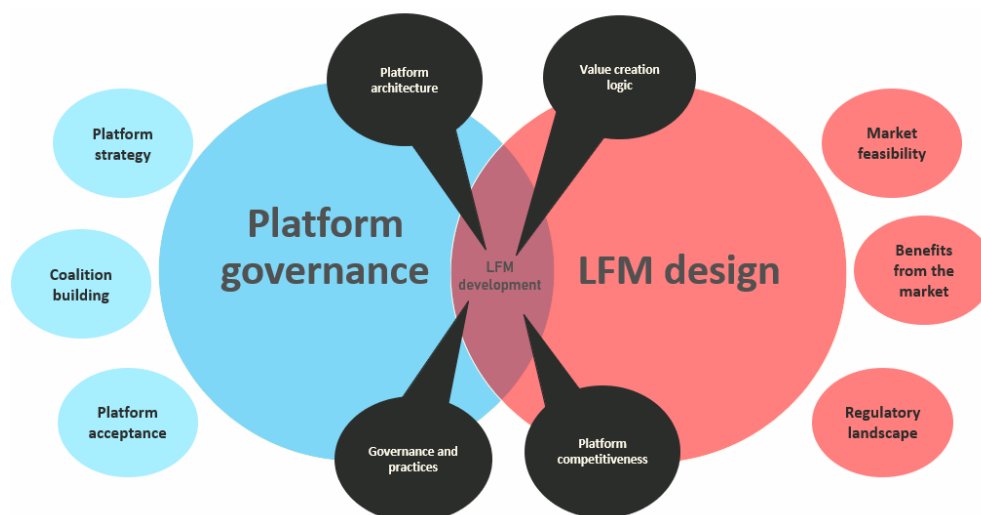 Platform
architecture
Value creation
logic
Platform
strategy
Market
feasibility
Platform
governance
LFM design
LFM
development
Coalition
building
Benefits
from the
market
Platform
acceptance
Regulatory
landscape
Governance and
practices
Platform
competitiveness